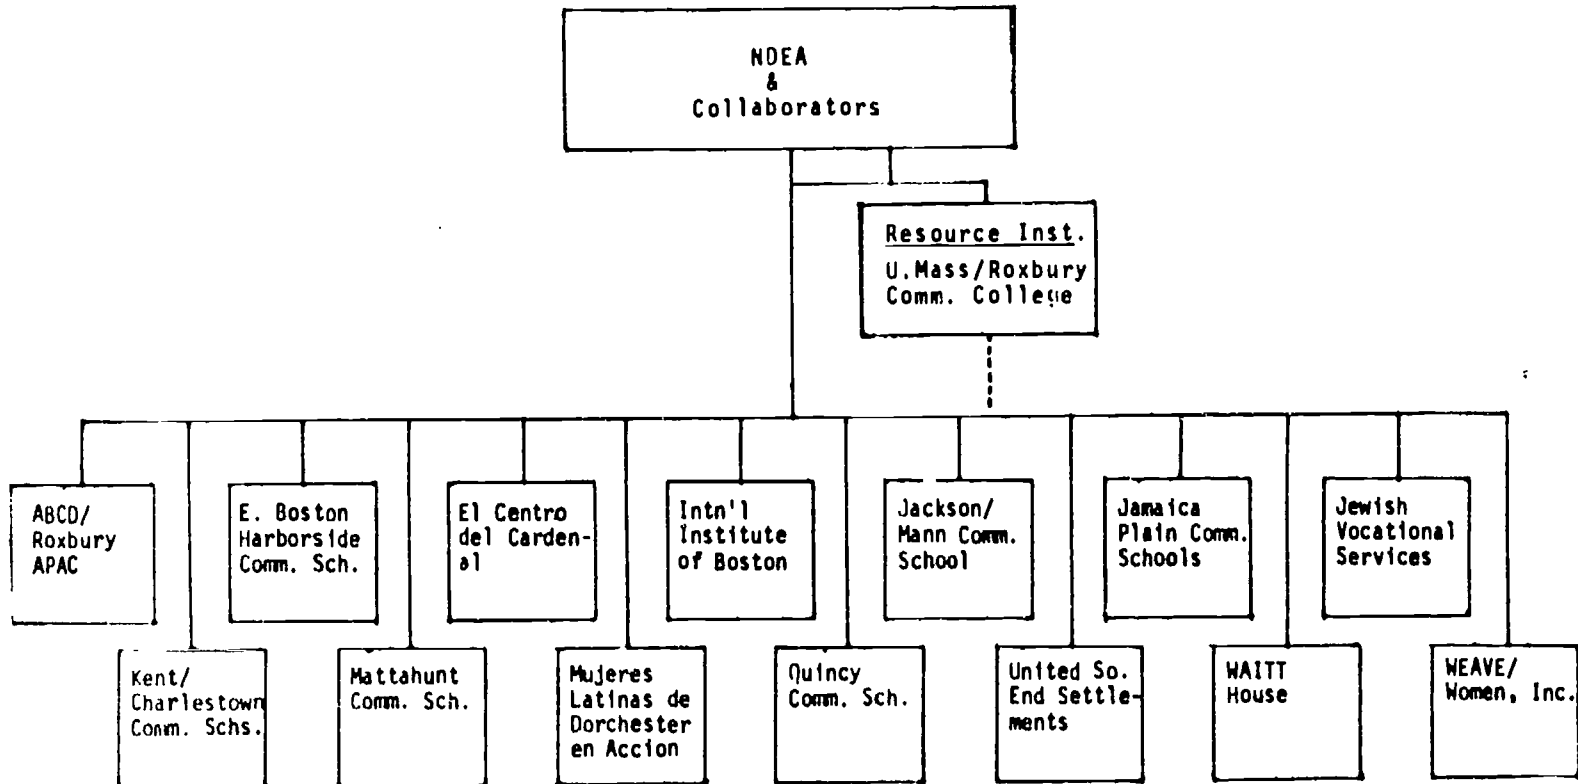 NDEA
&
Collaborators
Resource Inst.
U.Mass/Roxbury
Comm. College
ABCD/
Roxbury
APAC
E. Boston
Harborside
Comm. Sch.
El Centro
del Carden-
al
Intn'l
Institute
of Boston
Jackson/
Mann Comm.
School
Jamaica
Plain Comm.
Schools
Jewish
Vocational
Services
Kent/
Charlestown
Comm. Schs.
Mattahunt
Comm. Sch.
Mujeres
Latinas de
Dorchester
en Accion
Quincy
Comm. Sch.
United So.
End Settle-
ments
WAITT
House
WEAVE/
Women, Inc.